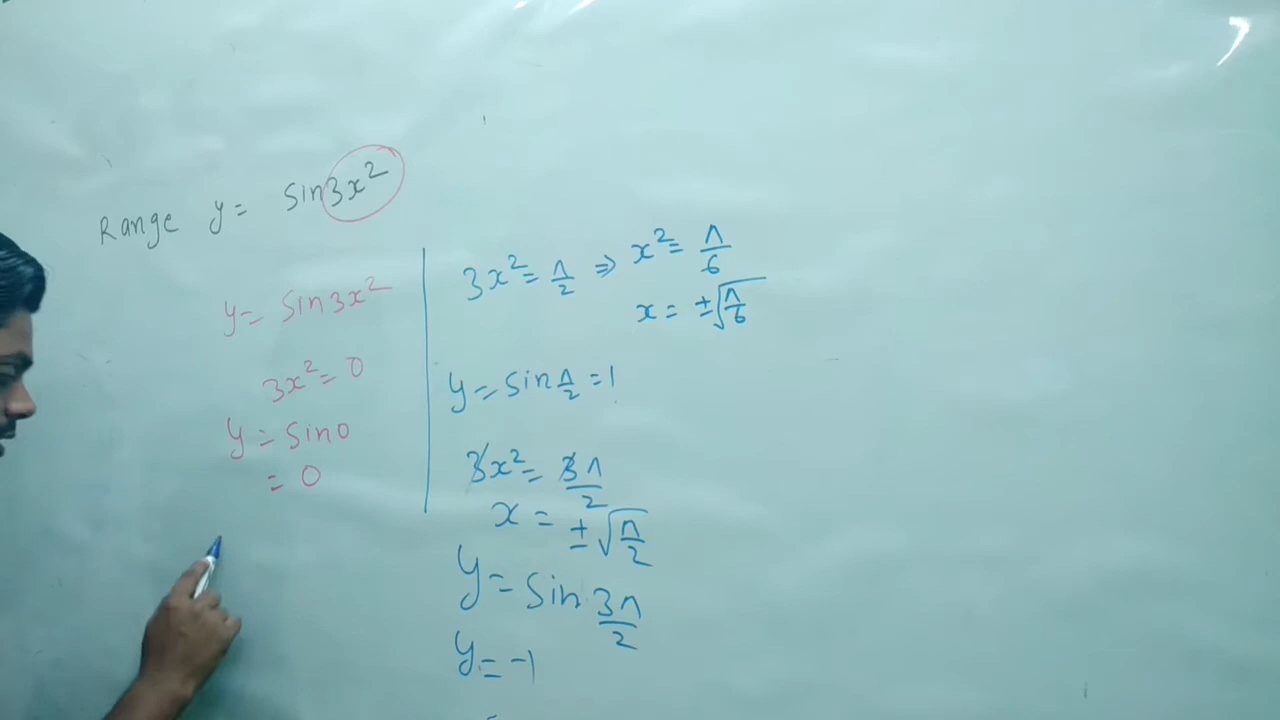 Range y = sin3x²
y = sin3x²
3x² = 0
y = sin0
= 0
3x² = π/2 ⇒ x² = π/6
x = ±√(π/6)
y = sin π/2 = 1
3x² = 3π/2
x = ±√(π/2)
y = sin 3π/2
y = -1